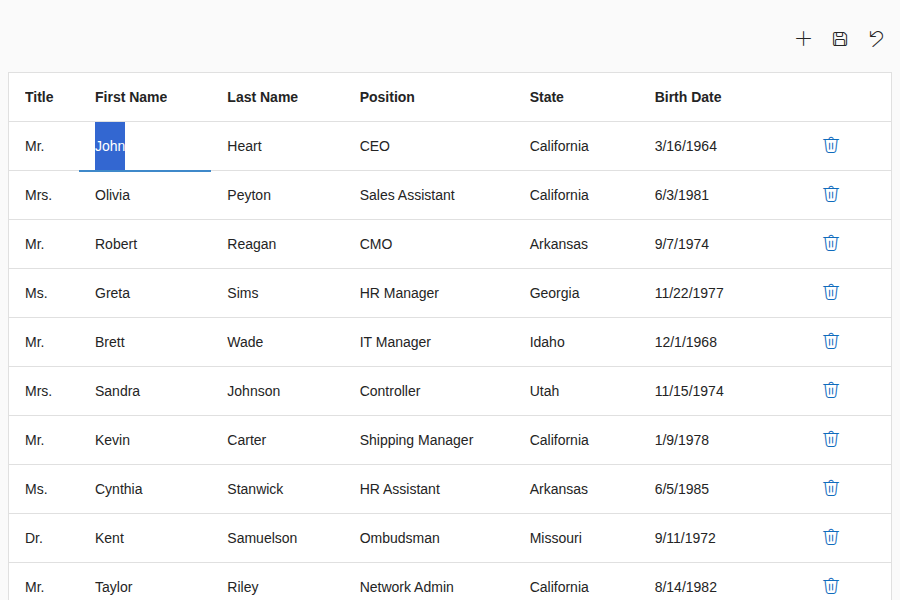 Title First Name Last Name Position State Birth Date
Mr. John Heart CEO California 3/16/1964
Mrs. Olivia Peyton Sales Assistant California 6/3/1981
Mr. Robert Reagan CMO Arkansas 9/7/1974
Ms. Greta Sims HR Manager Georgia 11/22/1977
Mr. Brett Wade IT Manager Idaho 12/1/1968
Mrs. Sandra Johnson Controller Utah 11/15/1974
Mr. Kevin Carter Shipping Manager California 1/9/1978
Ms. Cynthia Stanwick HR Assistant Arkansas 6/5/1985
Dr. Kent Samuelson Ombudsman Missouri 9/11/1972
Mr. Taylor Riley Network Admin California 8/14/1982